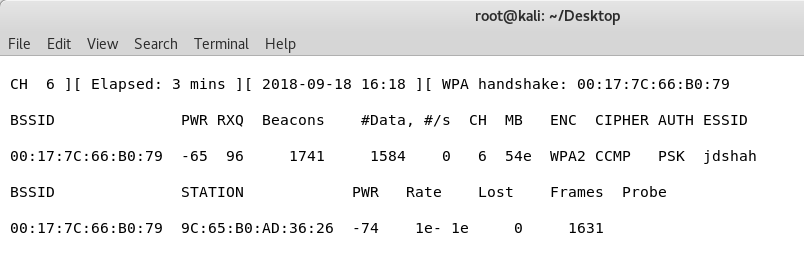 root@kali: ~/Desktop
File Edit View Search Terminal Help
CH 6 ][ Elapsed: 3 mins ][ 2018-09-18 16:18 ][ WPA handshake: 00:17:7C:66:B0:79
BSSID PWR RXQ Beacons #Data, #/s CH MB ENC CIPHER AUTH ESSID
00:17:7C:66:B0:79 -65 96 1741 1584 0 6 54e WPA2 CCMP PSK jdshah
BSSID STATION PWR Rate Lost Frames Probe
00:17:7C:66:B0:79 9C:65:B0:AD:36:26 -74 1e- 1e 0 1631